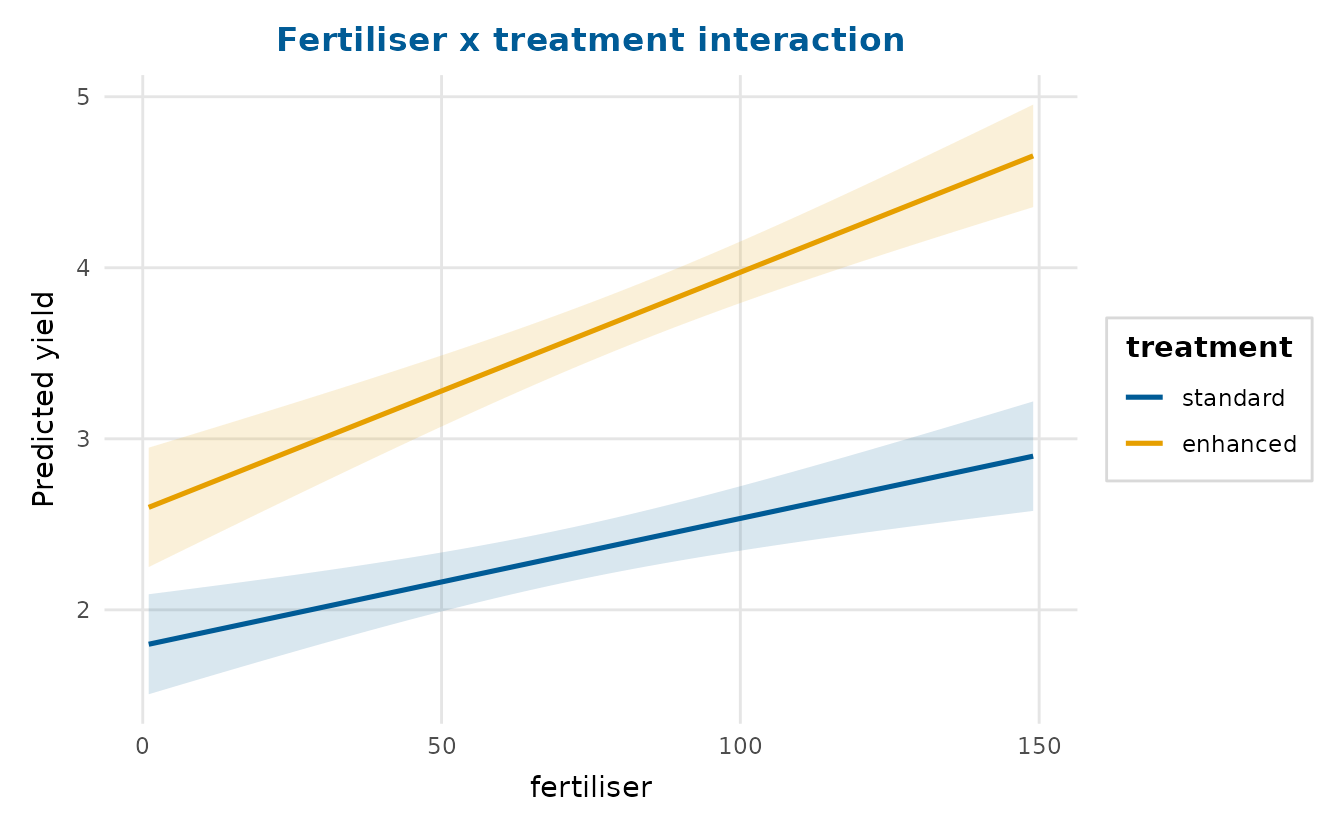 Fertiliser x treatment interaction
Predicted yield
5
4
3
2
0 50 100 150
fertiliser
treatment
standard
enhanced